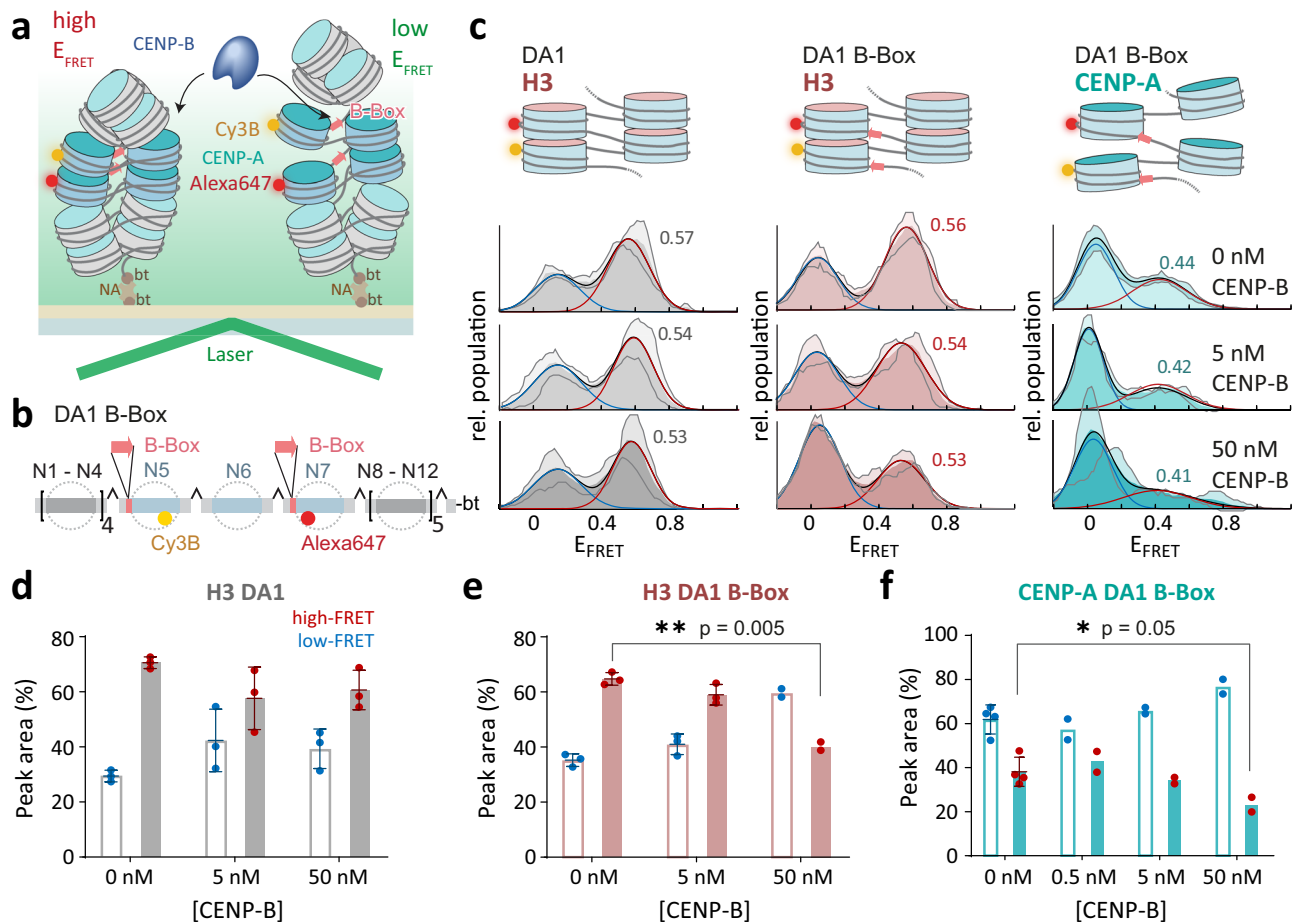 a
high
E_FRET
CENP-B
low
E_FRET
B-Box
Cy3B
CENP-A
Alexa647
bt
NA
bt
bt
NA
bt
Laser
b
DA1 B-Box
B-Box
B-Box
N1 - N4
N5
N6
N7
N8 - N12
4
5
-bt
Cy3B
Alexa647
c
DA1
H3
DA1 B-Box
H3
DA1 B-Box
CENP-A
rel. population
0.57
0.54
0.53
0 0.4 0.8
E_FRET
rel. population
0.56
0.54
0.53
0 0.4 0.8
E_FRET
rel. population
0.44
0 nM
CENP-B
0.42
5 nM
CENP-B
0.41
50 nM
CENP-B
0 0.4 0.8
E_FRET
d
H3 DA1
high-FRET
low-FRET
Peak area (%)
80
60
40
20
0
0 nM 5 nM 50 nM
[CENP-B]
e
H3 DA1 B-Box
** p = 0.005
Peak area (%)
80
60
40
20
0
0 nM 5 nM 50 nM
[CENP-B]
f
CENP-A DA1 B-Box
* p = 0.05
Peak area (%)
100
80
60
40
20
0
0 nM 0.5 nM 5 nM 50 nM
[CENP-B]